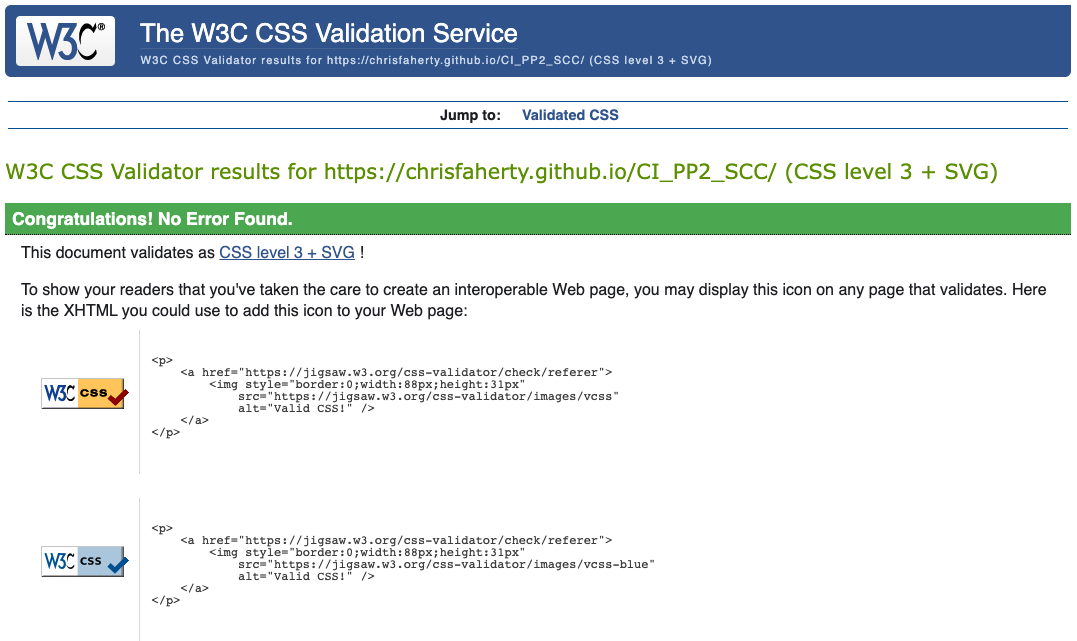 W3C®
The W3C CSS Validation Service
W3C CSS Validator results for https://chrisfaherty.github.io/CI_PP2_SCC/ (CSS level 3 + SVG)
Jump to: Validated CSS
W3C CSS Validator results for https://chrisfaherty.github.io/CI_PP2_SCC/ (CSS level 3 + SVG)
Congratulations! No Error Found.
This document validates as CSS level 3 + SVG !
To show your readers that you've taken the care to create an interoperable Web page, you may display this icon on any page that validates. Here
is the XHTML you could use to add this icon to your Web page:
W3C css
<p>
    <a href="https://jigsaw.w3.org/css-validator/check/referer">
        <img style="border:0;width:88px;height:31px"
            src="https://jigsaw.w3.org/css-validator/images/vcss"
            alt="Valid CSS!" />
    </a>
</p>
W3C css
<p>
    <a href="https://jigsaw.w3.org/css-validator/check/referer">
        <img style="border:0;width:88px;height:31px"
            src="https://jigsaw.w3.org/css-validator/images/vcss-blue"
            alt="Valid CSS!" />
    </a>
</p>